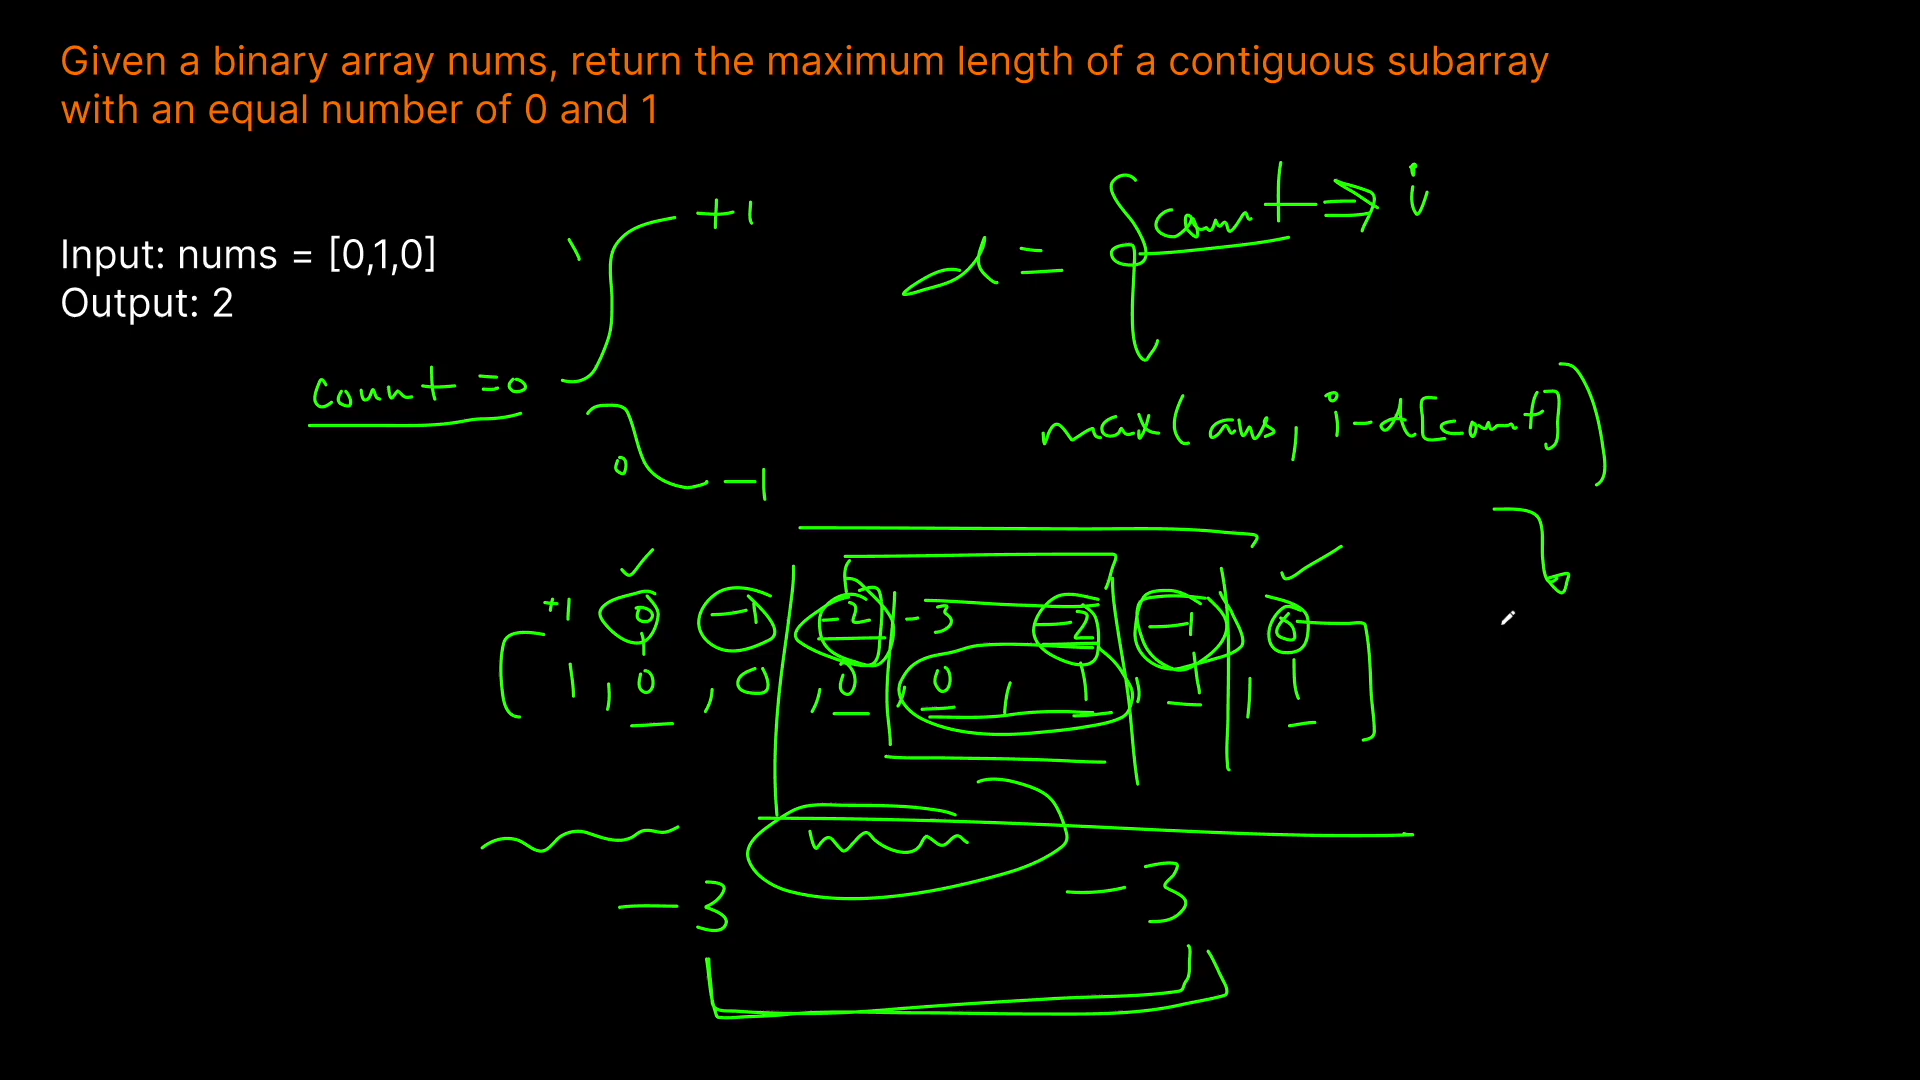 Given a binary array nums, return the maximum length of a contiguous subarray
with an equal number of 0 and 1
Input: nums = [0,1,0]
Output: 2
1 +1
d = { count ⇒ i
count = 0
max(ans, i-d[count])
0 -1
+1 0 -1 -2 -3 -2 -1 0
[1, 0, 0, 0, 0, 1, 1, 1]
-3 -3